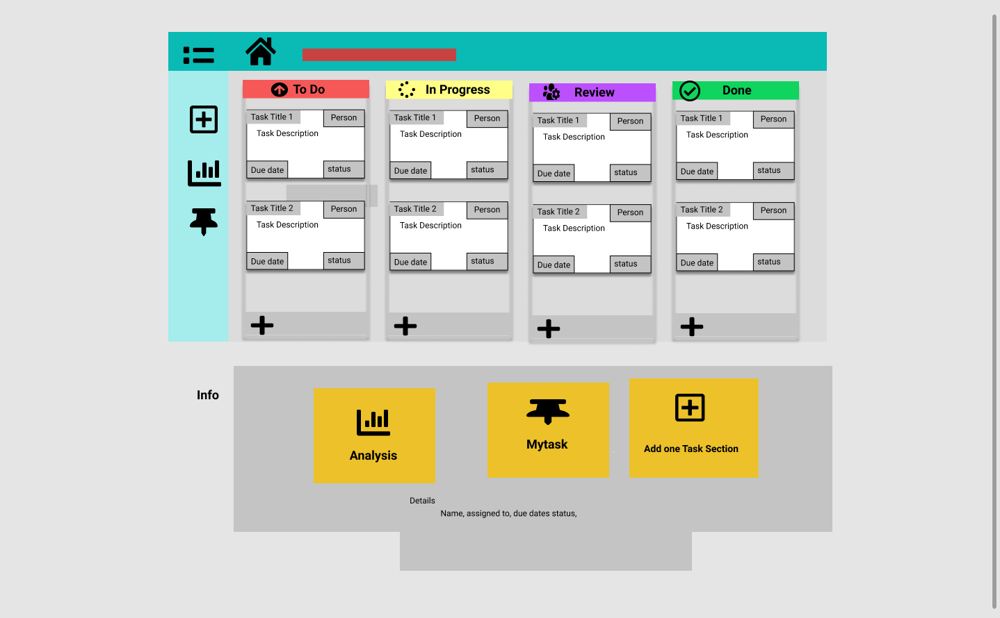 To Do
Task Title 1
Person
Task Description
Due date
status
Task Title 2
Person
Task Description
Due date
status
In Progress
Task Title 1
Person
Task Description
Due date
status
Task Title 2
Person
Task Description
Due date
status
Review
Task Title 1
Person
Task Description
Due date
status
Task Title 2
Person
Task Description
Due date
status
Done
Task Title 1
Person
Task Description
Due date
status
Task Title 2
Person
Task Description
Due date
status
Info
Analysis
Mytask
Add one Task Section
Details
Name, assigned to, due dates status,